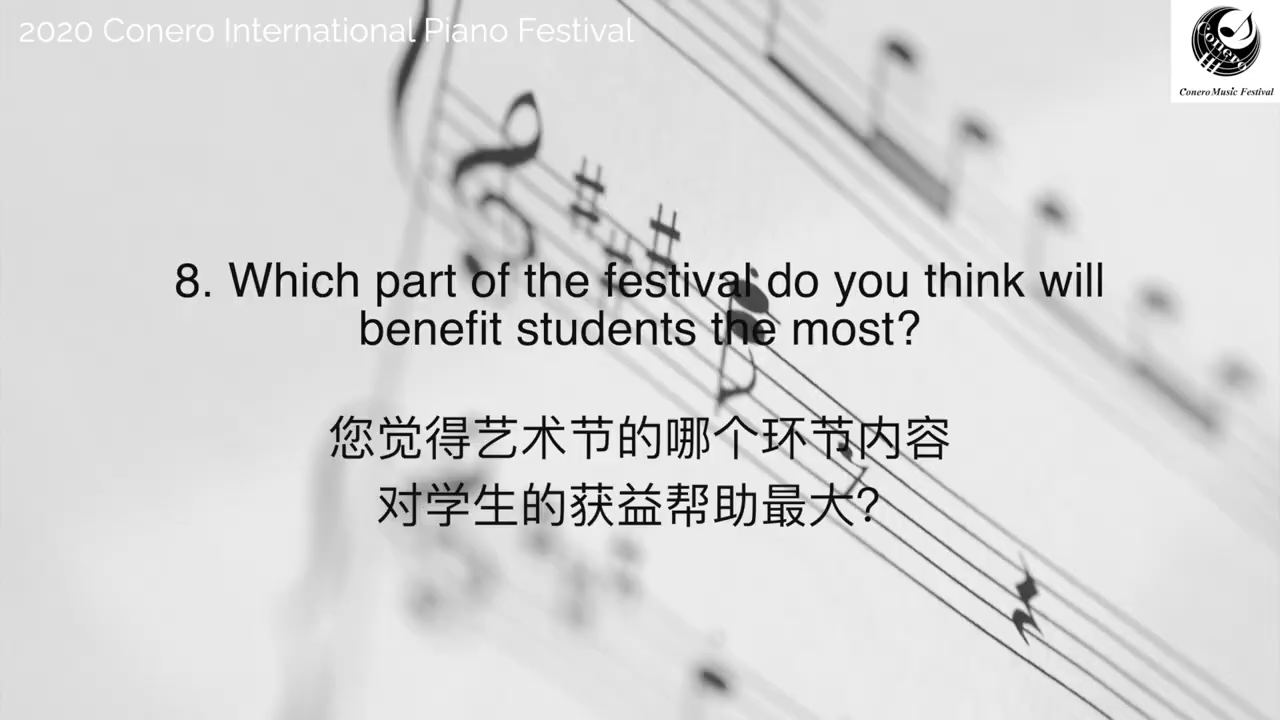 2020 Conero International Piano Festival
Conero
Conero Music Festival
8. Which part of the festival do you think will
benefit students the most?
您觉得艺术节的哪个环节内容
对学生的获益帮助最大？